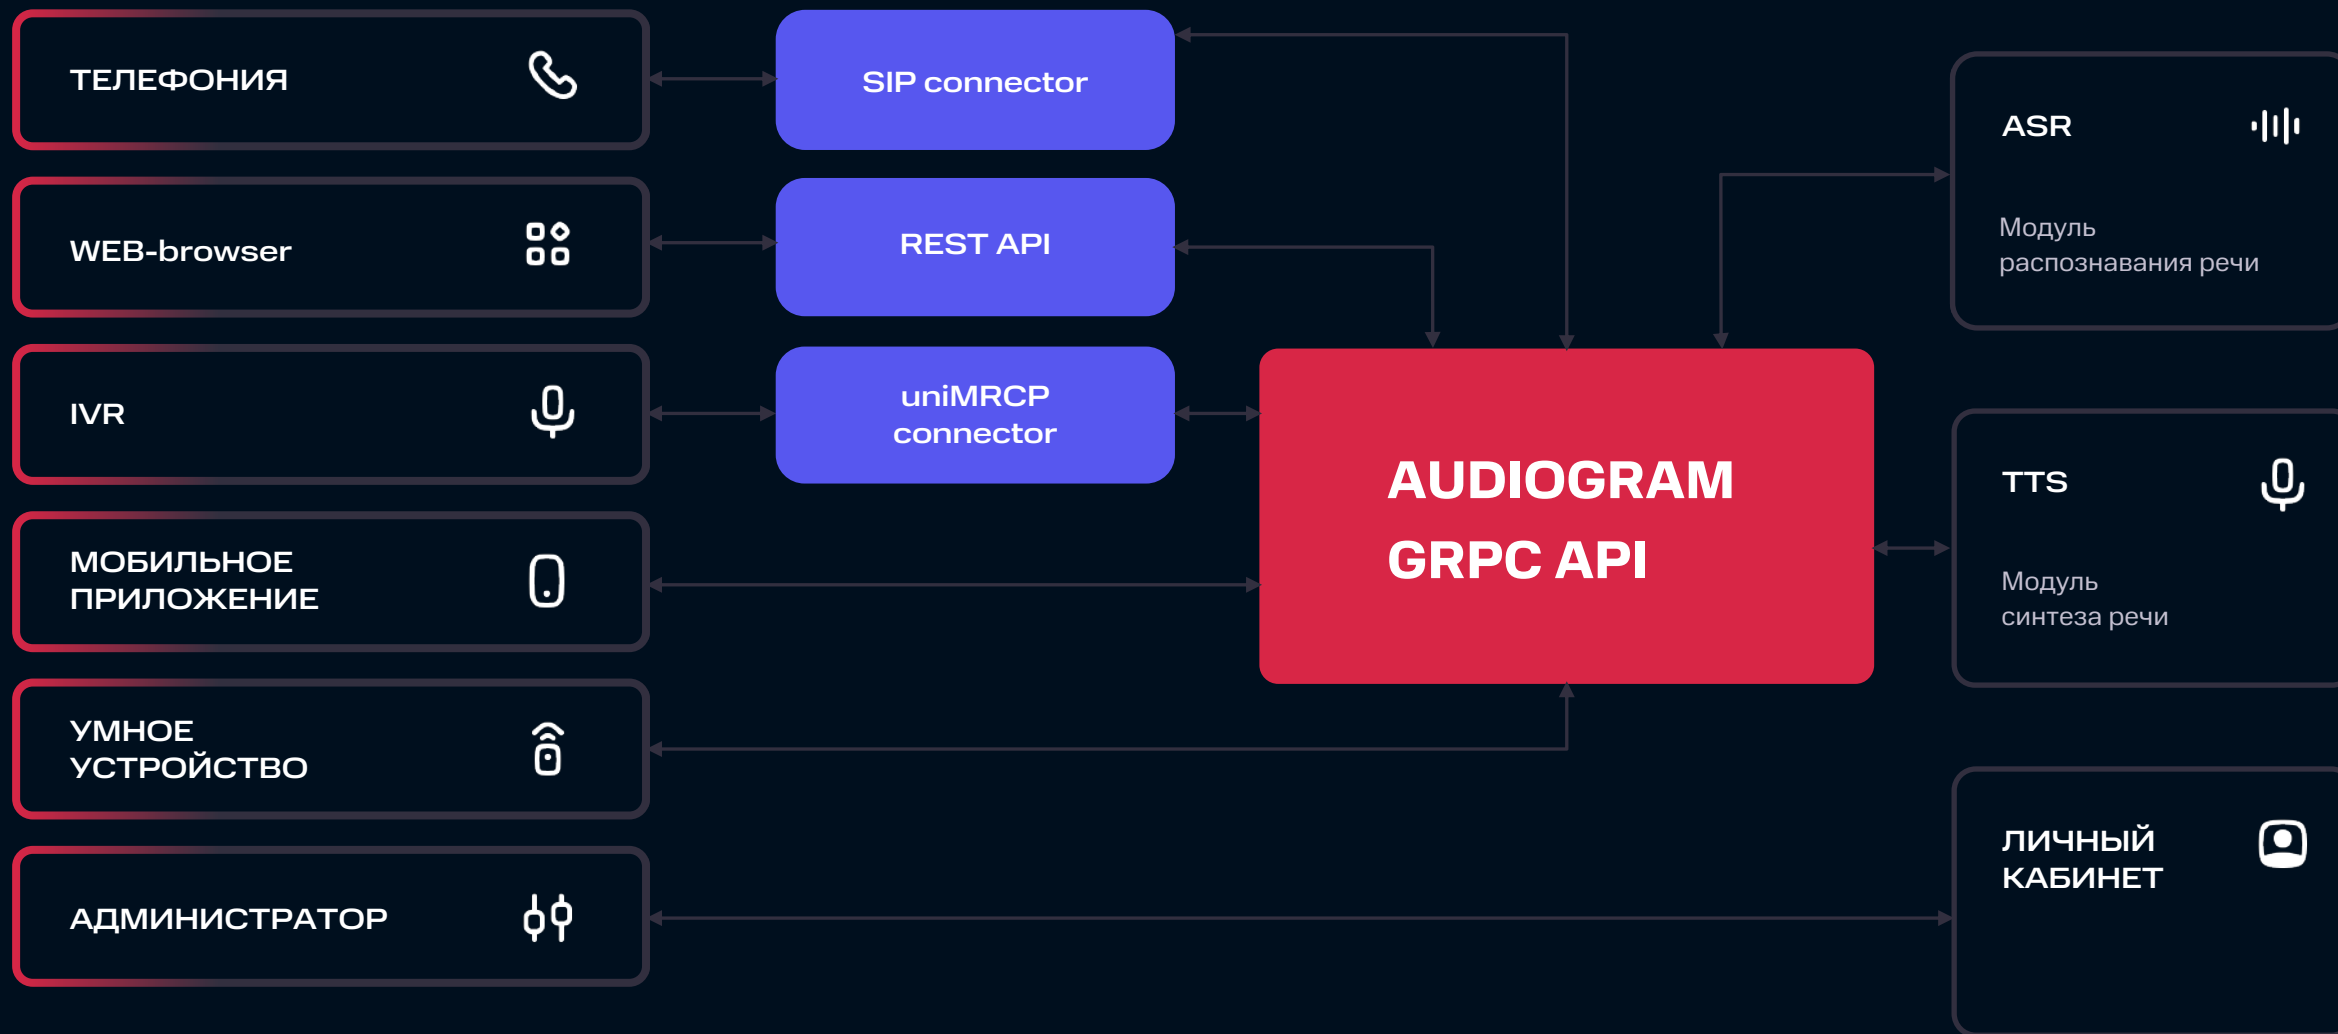 ТЕЛЕФОНИЯ
SIP connector
ASR
Модуль
распознавания речи
WEB-browser
REST API
IVR
uniMRCP
connector
AUDIOGRAM
GRPC API
TTS
Модуль
синтеза речи
МОБИЛЬНОЕ
ПРИЛОЖЕНИЕ
УМНОЕ
УСТРОЙСТВО
ЛИЧНЫЙ
КАБИНЕТ
АДМИНИСТРАТОР